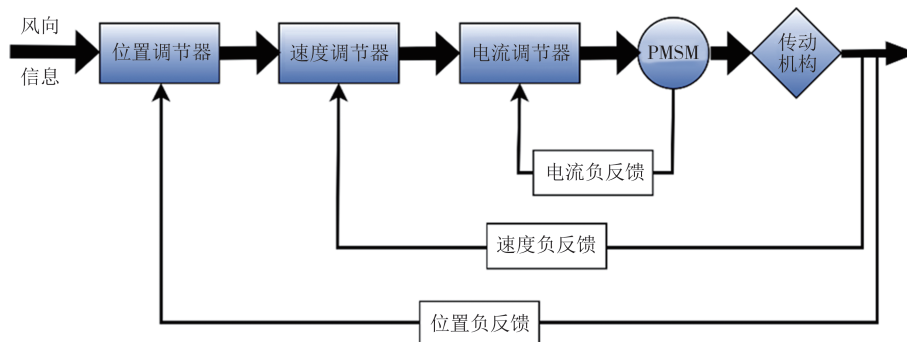 风向
信息
位置调节器
速度调节器
电流调节器
PMSM
传动
机构
电流负反馈
速度负反馈
位置负反馈